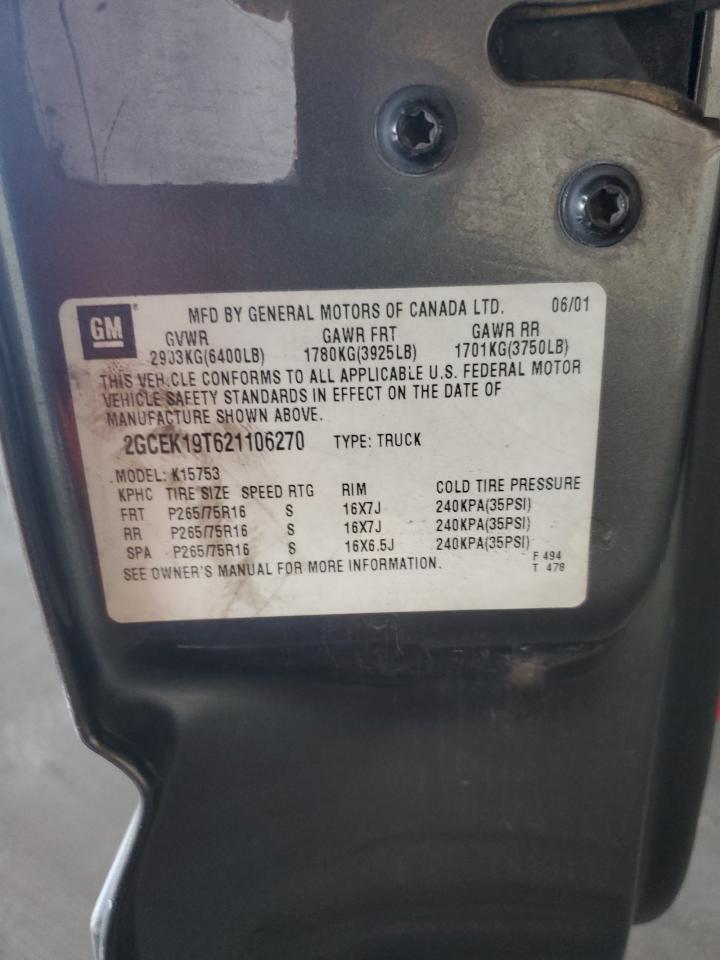 GM® MFD BY GENERAL MOTORS OF CANADA LTD. 06/01
GVWR GAWR FRT GAWR RR
2903KG(6400LB) 1780KG(3925LB) 1701KG(3750LB)
THIS VEHICLE CONFORMS TO ALL APPLICABLE U.S. FEDERAL MOTOR
VEHICLE SAFETY STANDARDS IN EFFECT ON THE DATE OF
MANUFACTURE SHOWN ABOVE.
2GCEK19T621106270 TYPE: TRUCK
MODEL: K15753
KPHC TIRE SIZE SPEED RTG RIM COLD TIRE PRESSURE
FRT P265/75R16 S 16X7J 240KPA(35PSI)
RR P265/75R16 S 16X7J 240KPA(35PSI)
SPA P265/75R16 S 16X6.5J 240KPA(35PSI)
SEE OWNER'S MANUAL FOR MORE INFORMATION. F 494
T 478